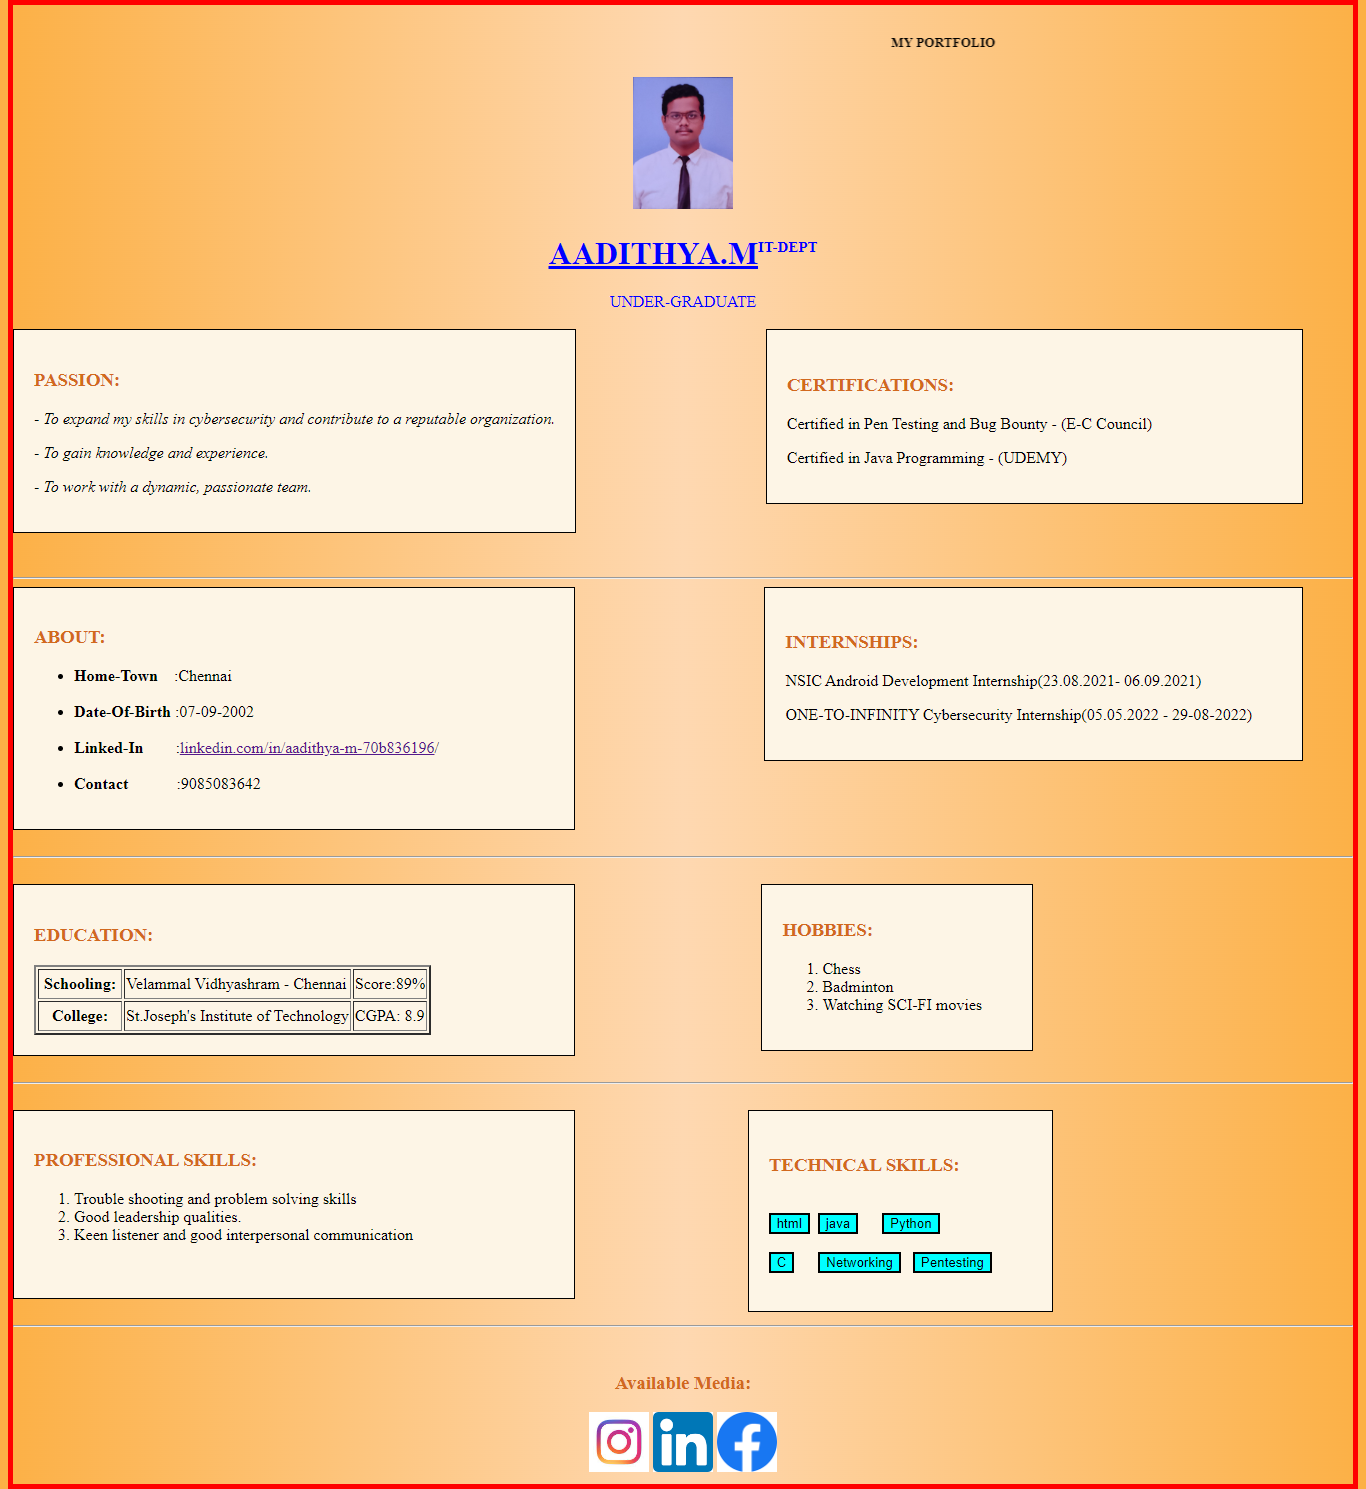 MY PORTFOLIO
AADITHYA.M IT-DEPT
UNDER-GRADUATE
PASSION:
- To expand my skills in cybersecurity and contribute to a reputable organization.
- To gain knowledge and experience.
- To work with a dynamic, passionate team.
CERTIFICATIONS:
Certified in Pen Testing and Bug Bounty - (E-C Council)
Certified in Java Programming - (UDEMY)
ABOUT:
• Home-Town :Chennai
• Date-Of-Birth :07-09-2002
• Linked-In :linkedin.com/in/aadithya-m-70b836196/
• Contact :9085083642
INTERNSHIPS:
NSIC Android Development Internship(23.08.2021- 06.09.2021)
ONE-TO-INFINITY Cybersecurity Internship(05.05.2022 - 29-08-2022)
EDUCATION:
Schooling: Velammal Vidhyashram - Chennai Score:89%
College: St.Joseph's Institute of Technology CGPA: 8.9
HOBBIES:
1. Chess
2. Badminton
3. Watching SCI-FI movies
PROFESSIONAL SKILLS:
1. Trouble shooting and problem solving skills
2. Good leadership qualities.
3. Keen listener and good interpersonal communication
TECHNICAL SKILLS:
html java Python
C Networking Pentesting
Available Media:
in f